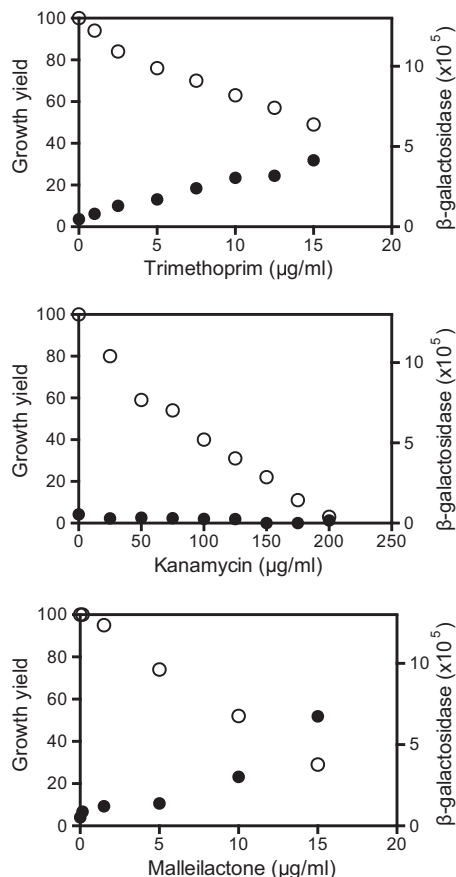 100
80
60
40
20
0
Growth yield
10
5
0
β-galactosidase (x10⁵)
0 5 10 15 20
Trimethoprim (µg/ml)
100
80
60
40
20
0
Growth yield
10
5
0
β-galactosidase (x10⁵)
0 50 100 150 200 250
Kanamycin (µg/ml)
100
80
60
40
20
0
Growth yield
10
5
0
β-galactosidase (x10⁵)
0 5 10 15 20
Malleilactone (µg/ml)